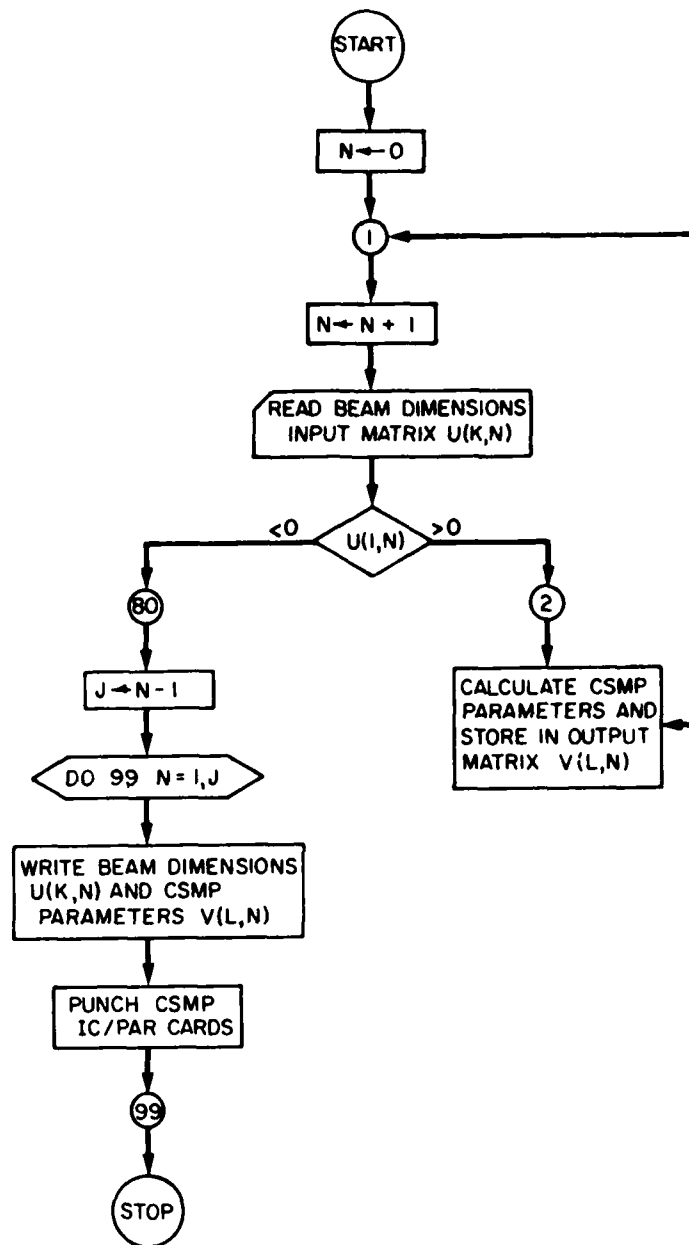 START
N←0
1
N←N+1
READ BEAM DIMENSIONS
INPUT MATRIX U(K,N)
<0
U(1,N)
>0
80
2
J←N-1
CALCULATE CSMP
PARAMETERS AND
STORE IN OUTPUT
MATRIX V(L,N)
DO 99 N=1,J
WRITE BEAM DIMENSIONS
U(K,N) AND CSMP
PARAMETERS V(L,N)
PUNCH CSMP
IC/PAR CARDS
99
STOP